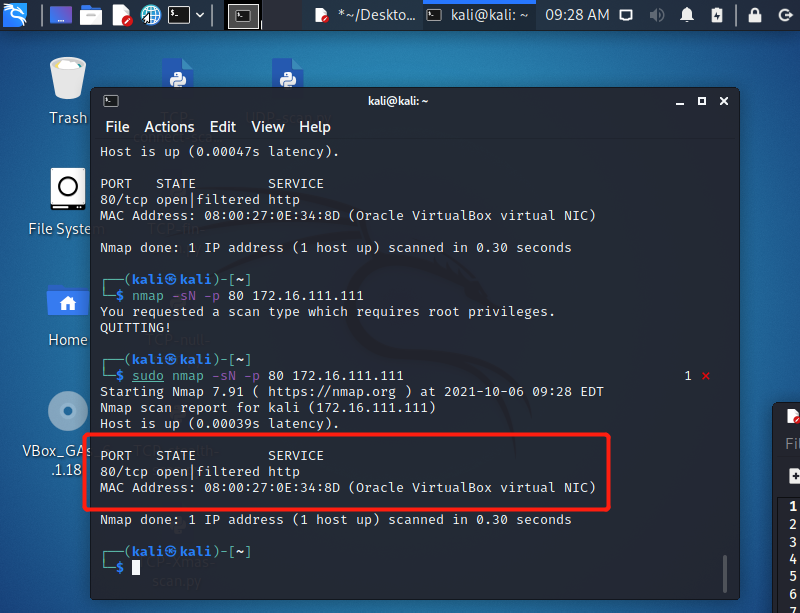 *~/Deskto... kali@kali: ~ 09:28 AM
Trash
File Syste
Home
VBox_GAs
.1.18
kali@kali: ~
File Actions Edit View Help
Host is up (0.00047s latency).
PORT STATE SERVICE
80/tcp open|filtered http
MAC Address: 08:00:27:0E:34:8D (Oracle VirtualBox virtual NIC)
Nmap done: 1 IP address (1 host up) scanned in 0.30 seconds
┌──(kali㉿kali)-[~]
└─$ nmap -sN -p 80 172.16.111.111
You requested a scan type which requires root privileges.
QUITTING!
┌──(kali㉿kali)-[~]
└─$ sudo nmap -sN -p 80 172.16.111.111 1 ⨯
Starting Nmap 7.91 ( https://nmap.org ) at 2021-10-06 09:28 EDT
Nmap scan report for kali (172.16.111.111)
Host is up (0.00039s latency).
PORT STATE SERVICE
80/tcp open|filtered http
MAC Address: 08:00:27:0E:34:8D (Oracle VirtualBox virtual NIC)
Nmap done: 1 IP address (1 host up) scanned in 0.30 seconds
┌──(kali㉿kali)-[~]
└─$
TCP-Xmas-
scan.py
Fi
1
2
3
4
5
6
7